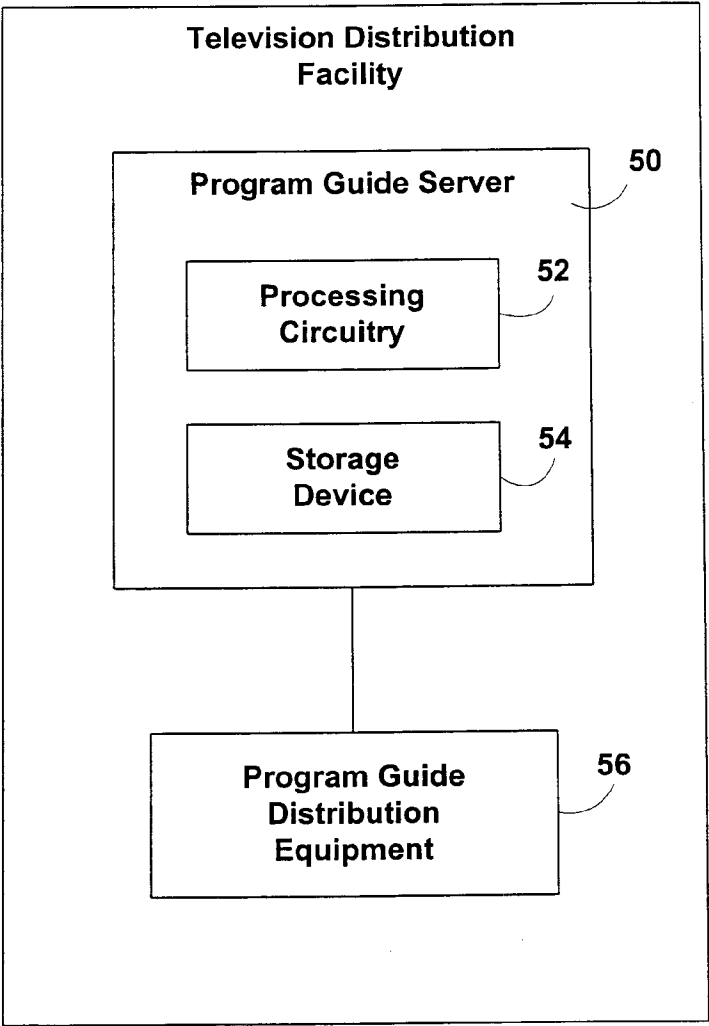 Television Distribution
Facility
Program Guide Server
50
Processing
Circuitry
52
Storage
Device
54
Program Guide
Distribution
Equipment
56